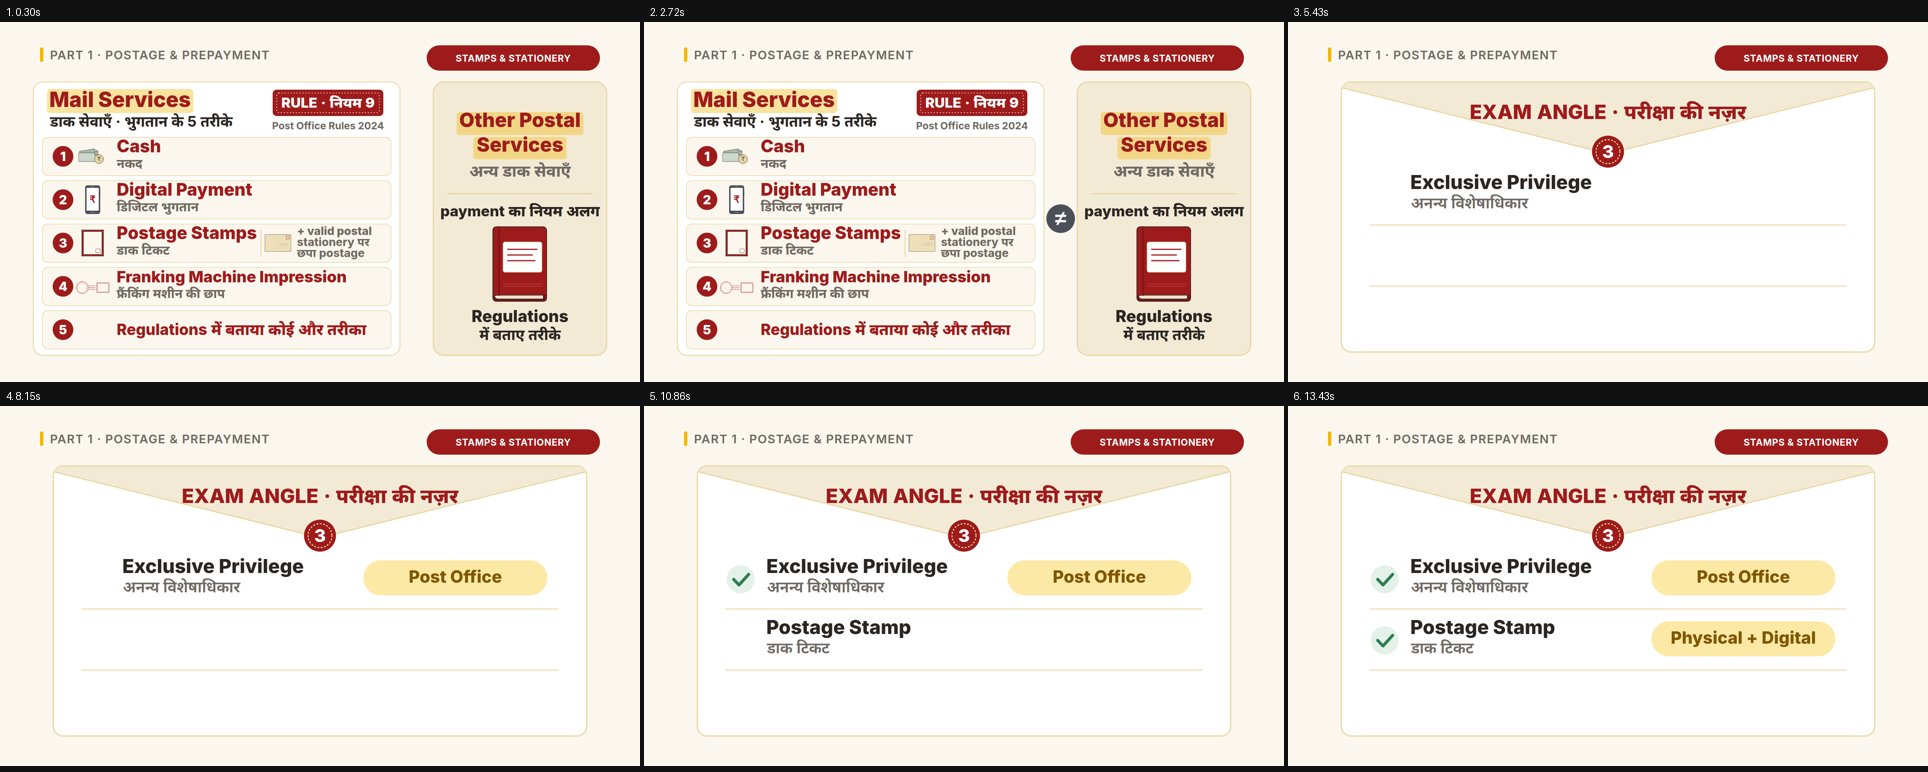 1. 0.30s
PART 1 · POSTAGE & PREPAYMENT
STAMPS & STATIONERY
Mail Services
डाक सेवाएँ · भुगतान के 5 तरीके
RULE · नियम 9
Post Office Rules 2024
1 Cash
नकद
2 Digital Payment
डिजिटल भुगतान
3 Postage Stamps
डाक टिकट
+ valid postal
stationery पर
छपा postage
4 Franking Machine Impression
फ्रैंकिंग मशीन की छाप
5 Regulations में बताया कोई और तरीका
Other Postal
Services
अन्य डाक सेवाएँ
payment का नियम अलग
Regulations
में बताए तरीके
2. 2.72s
PART 1 · POSTAGE & PREPAYMENT
STAMPS & STATIONERY
Mail Services
डाक सेवाएँ · भुगतान के 5 तरीके
RULE · नियम 9
Post Office Rules 2024
1 Cash
नकद
2 Digital Payment
डिजिटल भुगतान
3 Postage Stamps
डाक टिकट
+ valid postal
stationery पर
छपा postage
4 Franking Machine Impression
फ्रैंकिंग मशीन की छाप
5 Regulations में बताया कोई और तरीका
≠
Other Postal
Services
अन्य डाक सेवाएँ
payment का नियम अलग
Regulations
में बताए तरीके
3. 5.43s
PART 1 · POSTAGE & PREPAYMENT
STAMPS & STATIONERY
EXAM ANGLE · परीक्षा की नज़र
3
Exclusive Privilege
अनन्य विशेषाधिकार
4. 8.15s
PART 1 · POSTAGE & PREPAYMENT
STAMPS & STATIONERY
EXAM ANGLE · परीक्षा की नज़र
3
Exclusive Privilege
अनन्य विशेषाधिकार
Post Office
5. 10.86s
PART 1 · POSTAGE & PREPAYMENT
STAMPS & STATIONERY
EXAM ANGLE · परीक्षा की नज़र
3
Exclusive Privilege
अनन्य विशेषाधिकार
Post Office
Postage Stamp
डाक टिकट
6. 13.43s
PART 1 · POSTAGE & PREPAYMENT
STAMPS & STATIONERY
EXAM ANGLE · परीक्षा की नज़र
3
Exclusive Privilege
अनन्य विशेषाधिकार
Post Office
Postage Stamp
डाक टिकट
Physical + Digital